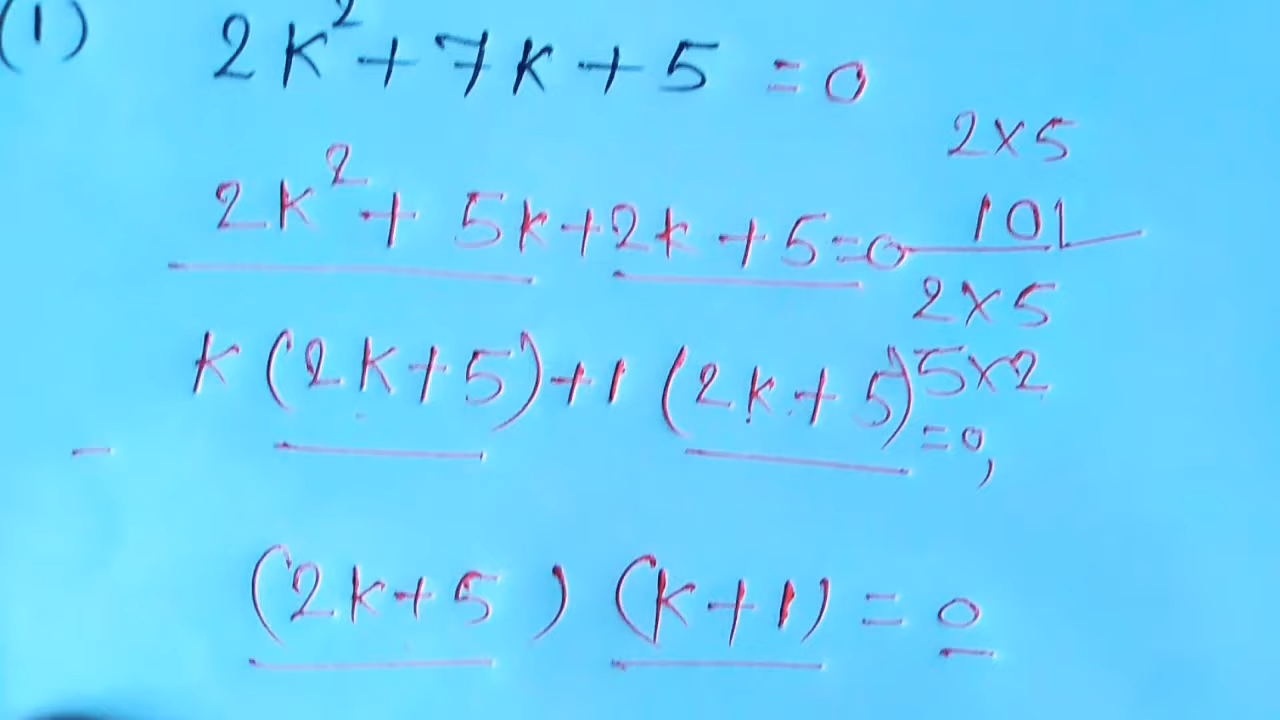 (1) 2k² + 7k + 5 = 0
2×5
2k² + 5k + 2k + 5 = 0
10
2×5
k(2k+5) + 1(2k+5)
5×2
= 0,
(2k+5) (k+1) = 0